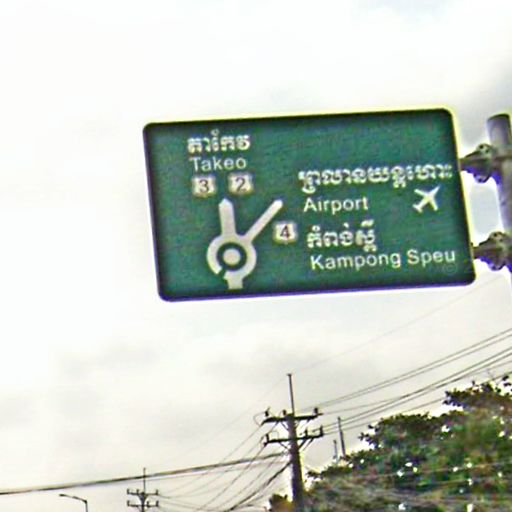 តាកែវ
Takeo
3 2
ព្រលានយន្តហោះ
Airport
4
កំពង់ស្ពឺ
Kampong Speu